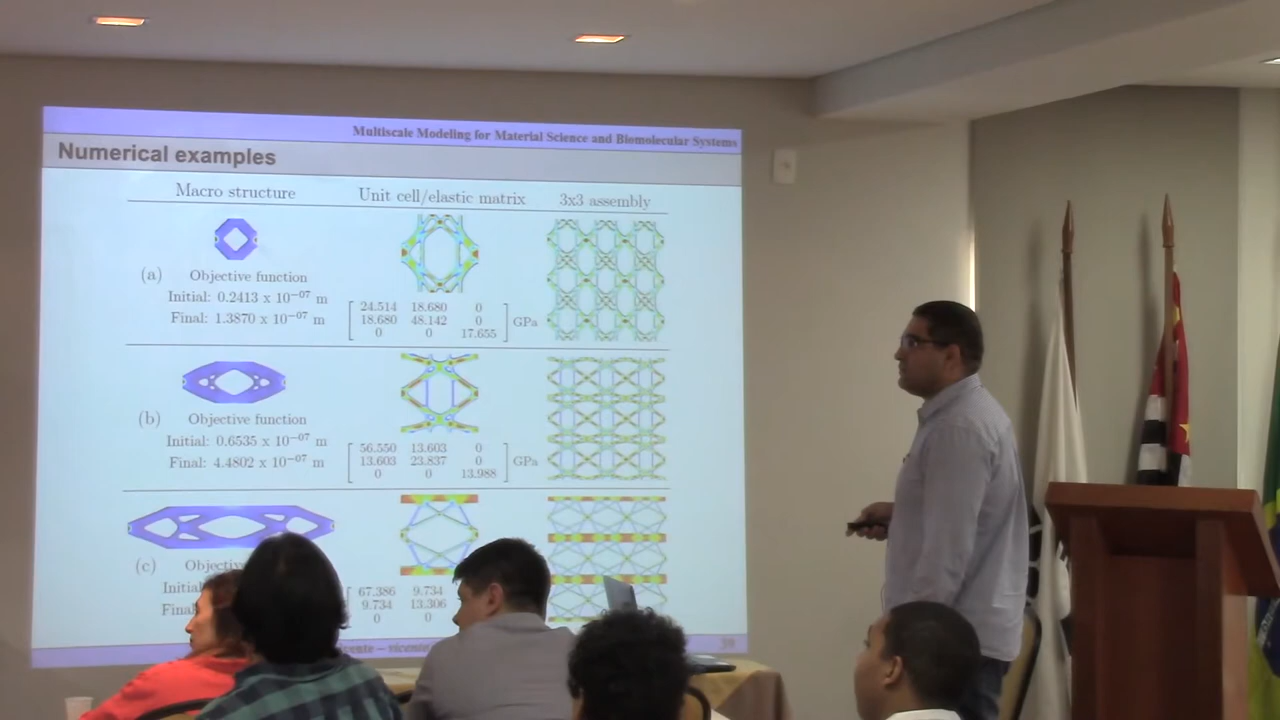 Multiscale Modeling for Material Science and Biomolecular Systems
Numerical examples
Macro structure Unit cell/elastic matrix 3x3 assembly
(a) Objective function
Initial: 0.2413 x 10⁻⁰⁷ m
Final: 1.3870 x 10⁻⁰⁷ m
24.514 18.680 0
18.680 48.142 0
0 0 17.655
GPa
(b) Objective function
Initial: 0.6535 x 10⁻⁰⁷ m
Final: 4.4802 x 10⁻⁰⁷ m
56.550 13.603 0
13.603 23.837 0
0 0 13.988
GPa
(c)
67.386 9.734
9.734 13.306
0 0